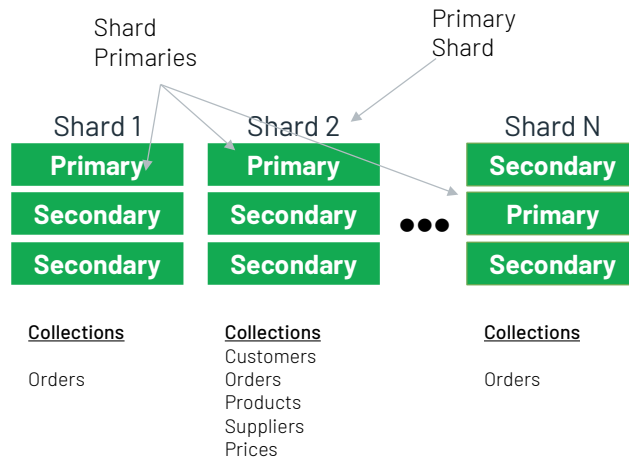 Shard
Primaries
Primary
Shard
Shard 1
Shard 2
Shard N
Primary
Primary
Secondary
Secondary
Secondary
Primary
Secondary
Secondary
Secondary
Collections
Orders
Collections
Customers
Orders
Products
Suppliers
Prices
Collections
Orders